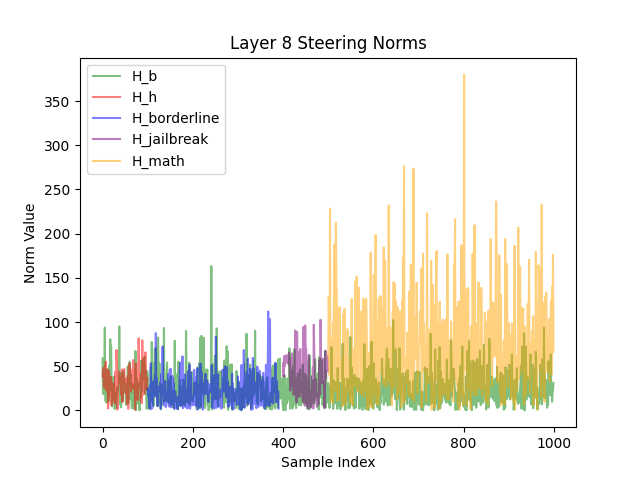 Layer 8 Steering Norms
H_b
H_h
H_borderline
H_jailbreak
H_math
Norm Value
350
300
250
200
150
100
50
0
0 200 400 600 800 1000
Sample Index